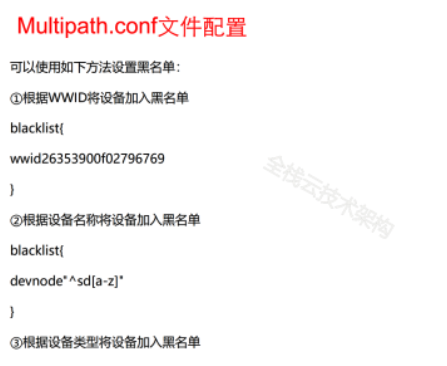 Multipath.conf文件配置
可以使用如下方法设置黑名单：
①根据WWID将设备加入黑名单
blacklist{
wwid26353900f02796769
}
②根据设备名称将设备加入黑名单
blacklist{
devnode"^sd[a-z]"
}
③根据设备类型将设备加入黑名单
全栈云技术架构